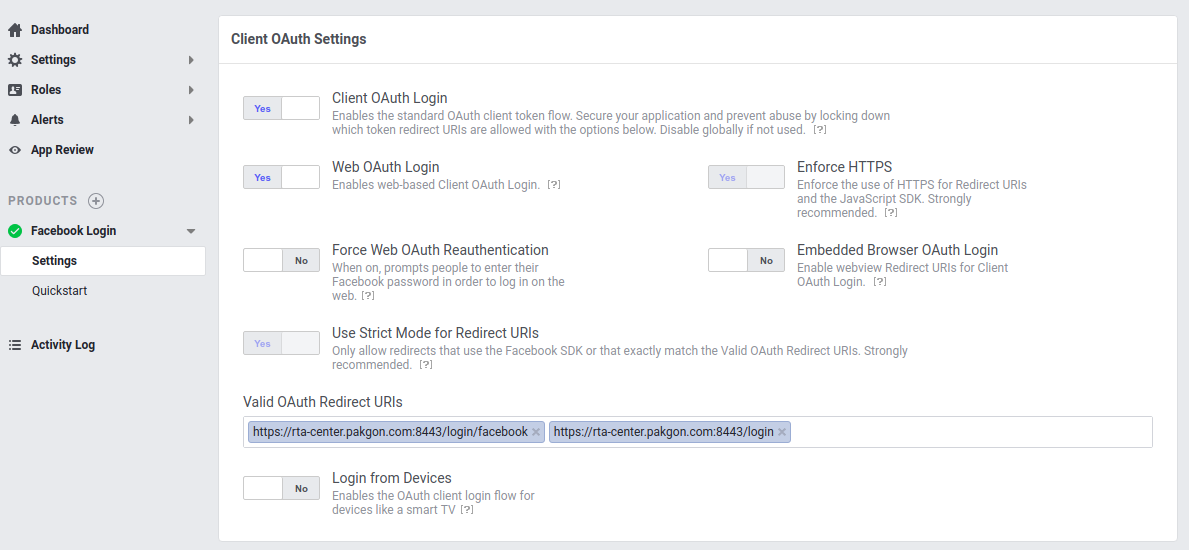 Dashboard
Settings
Roles
Alerts
App Review
PRODUCTS
Facebook Login
Settings
Quickstart
Activity Log
Client OAuth Settings
Yes
Client OAuth Login
Enables the standard OAuth client token flow. Secure your application and prevent abuse by locking down
which token redirect URIs are allowed with the options below. Disable globally if not used. [?]
Yes
Web OAuth Login
Enables web-based Client OAuth Login. [?]
Yes
Enforce HTTPS
Enforce the use of HTTPS for Redirect URIs
and the JavaScript SDK. Strongly
recommended. [?]
No
Force Web OAuth Reauthentication
When on, prompts people to enter their
Facebook password in order to log in on the
web. [?]
No
Embedded Browser OAuth Login
Enable webview Redirect URIs for Client
OAuth Login. [?]
Yes
Use Strict Mode for Redirect URIs
Only allow redirects that use the Facebook SDK or that exactly match the Valid OAuth Redirect URIs. Strongly
recommended. [?]
Valid OAuth Redirect URIs
https://rta-center.pakgon.com:8443/login/facebook × https://rta-center.pakgon.com:8443/login ×
No
Login from Devices
Enables the OAuth client login flow for
devices like a smart TV [?]